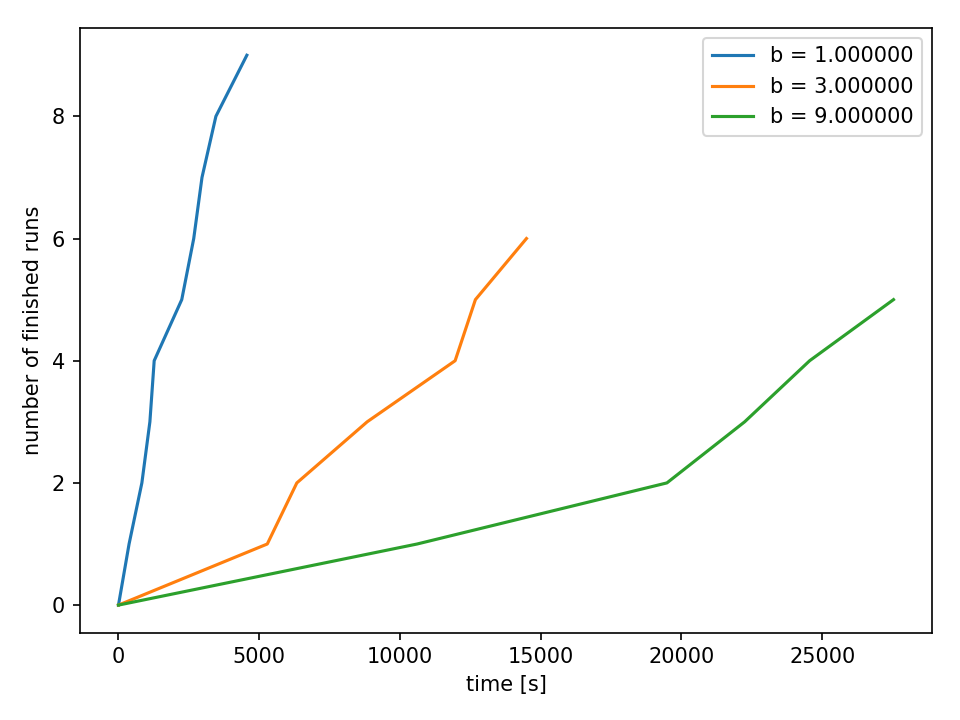 b = 1.000000
b = 3.000000
b = 9.000000
8
6
4
2
0
number of finished runs
0 5000 10000 15000 20000 25000
time [s]